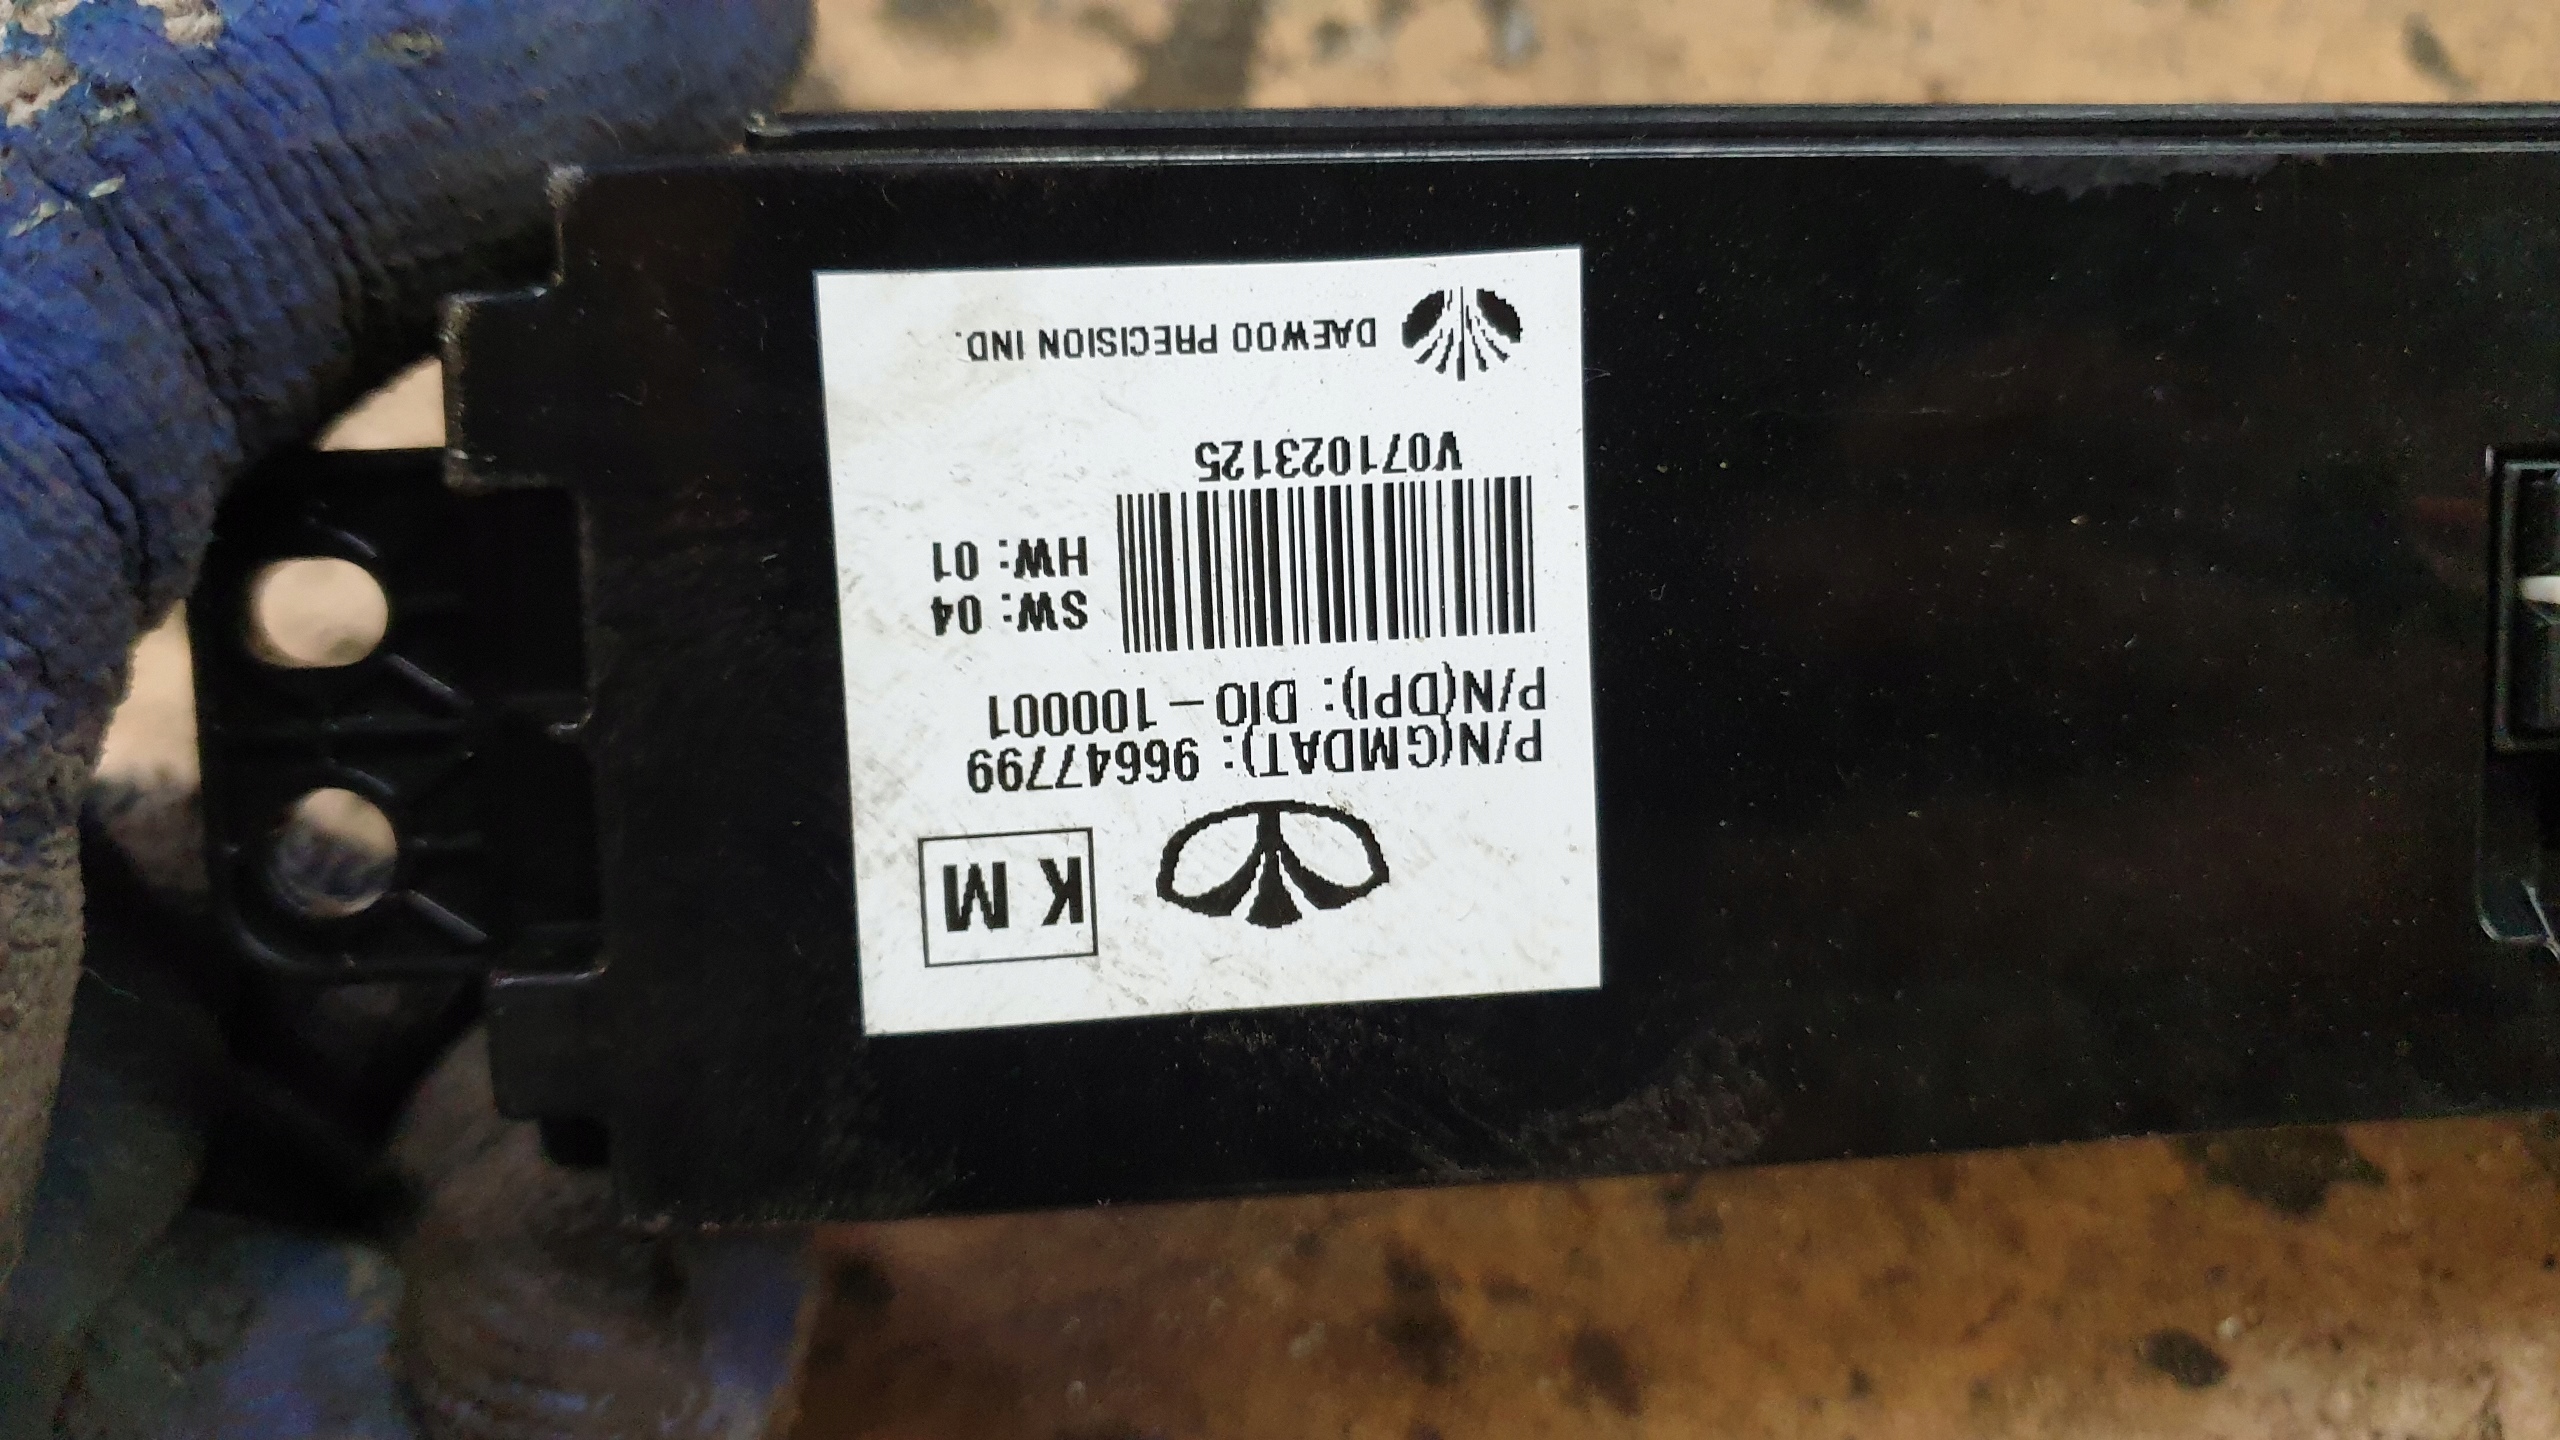 K M
P/N(GMDAT): 96647799
P/N(DPI): DIO - 100001
SW: 04
HW: 01
V071023125
DAEWOO PRECISION IND.